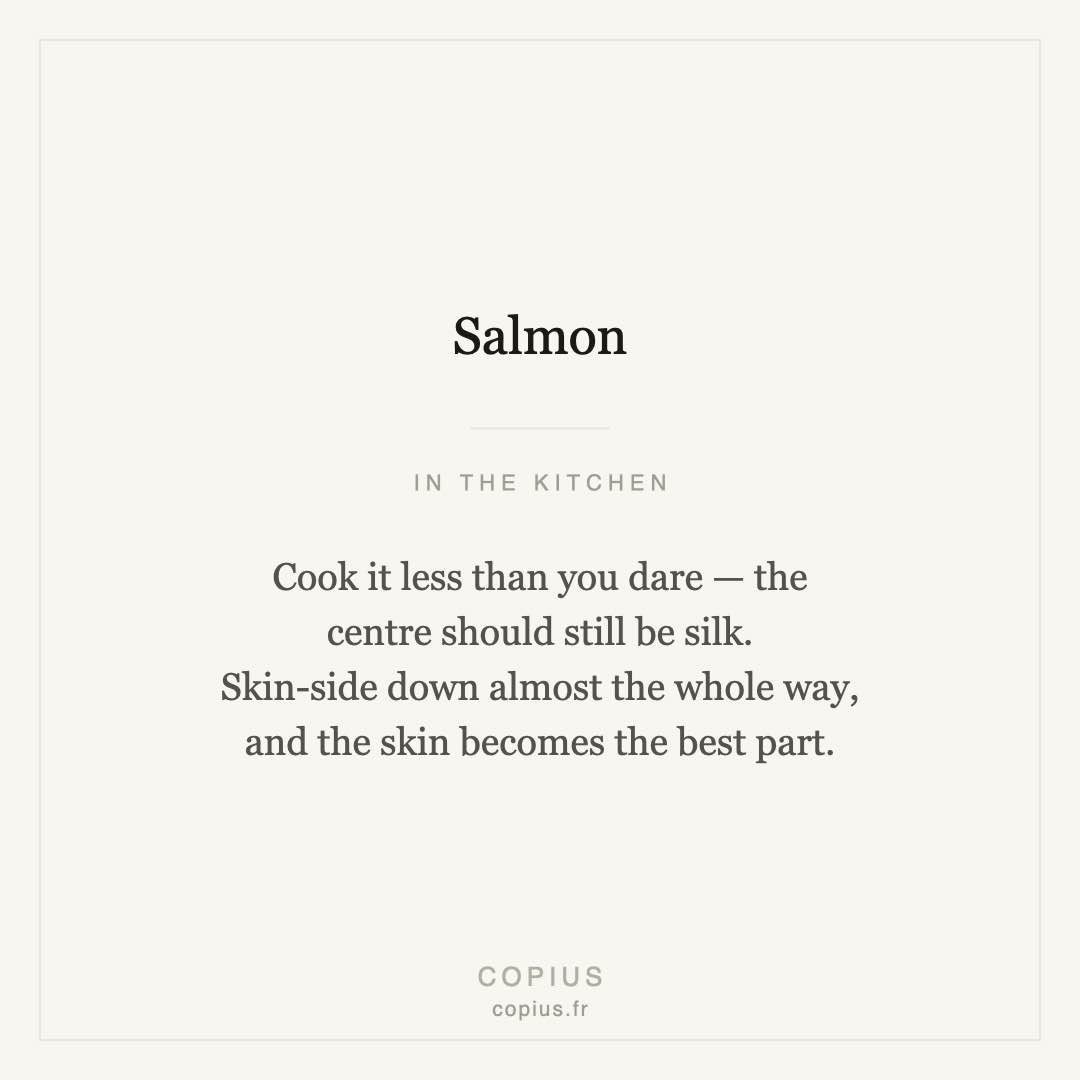 Salmon
IN THE KITCHEN
Cook it less than you dare — the
centre should still be silk.
Skin-side down almost the whole way,
and the skin becomes the best part.
COPIUS
copius.fr